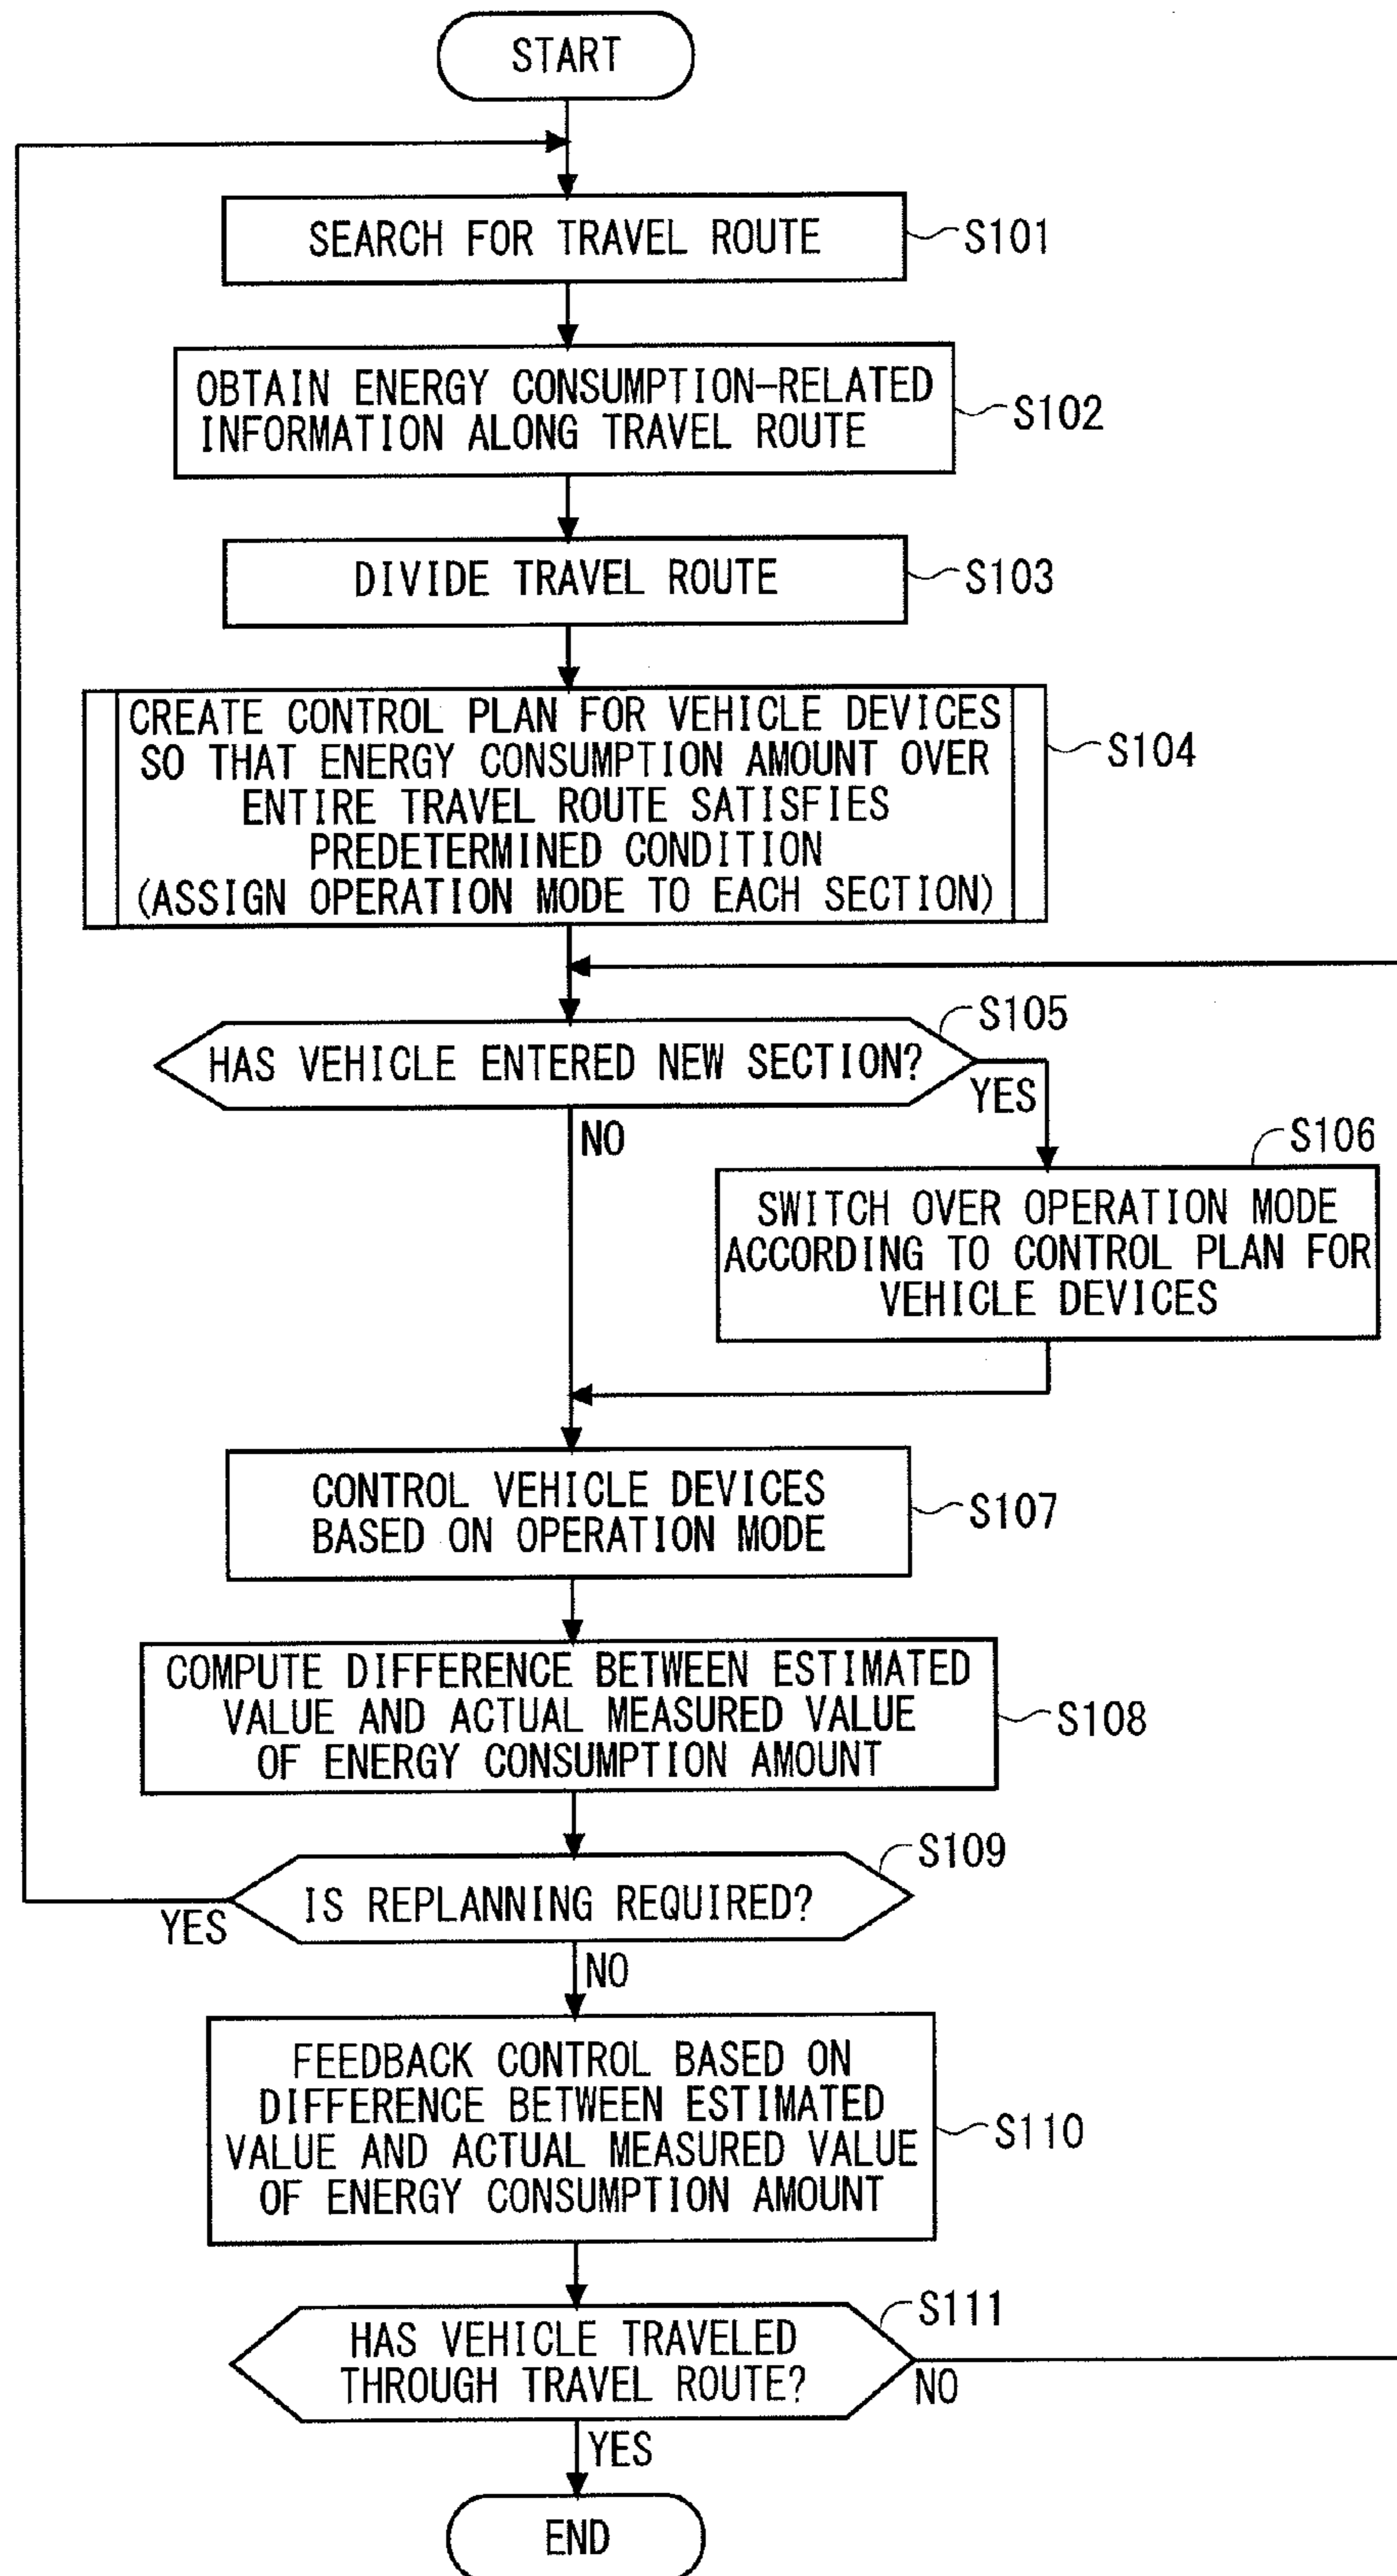 START
SEARCH FOR TRAVEL ROUTE
S101
OBTAIN ENERGY CONSUMPTION-RELATED
INFORMATION ALONG TRAVEL ROUTE
S102
DIVIDE TRAVEL ROUTE
S103
CREATE CONTROL PLAN FOR VEHICLE DEVICES
SO THAT ENERGY CONSUMPTION AMOUNT OVER
ENTIRE TRAVEL ROUTE SATISFIES
PREDETERMINED CONDITION
(ASSIGN OPERATION MODE TO EACH SECTION)
S104
HAS VEHICLE ENTERED NEW SECTION?
S105
YES
NO
S106
SWITCH OVER OPERATION MODE
ACCORDING TO CONTROL PLAN FOR
VEHICLE DEVICES
CONTROL VEHICLE DEVICES
BASED ON OPERATION MODE
S107
COMPUTE DIFFERENCE BETWEEN ESTIMATED
VALUE AND ACTUAL MEASURED VALUE
OF ENERGY CONSUMPTION AMOUNT
S108
IS REPLANNING REQUIRED?
S109
YES
NO
FEEDBACK CONTROL BASED ON
DIFFERENCE BETWEEN ESTIMATED
VALUE AND ACTUAL MEASURED VALUE
OF ENERGY CONSUMPTION AMOUNT
S110
HAS VEHICLE TRAVELED
THROUGH TRAVEL ROUTE?
S111
NO
YES
END